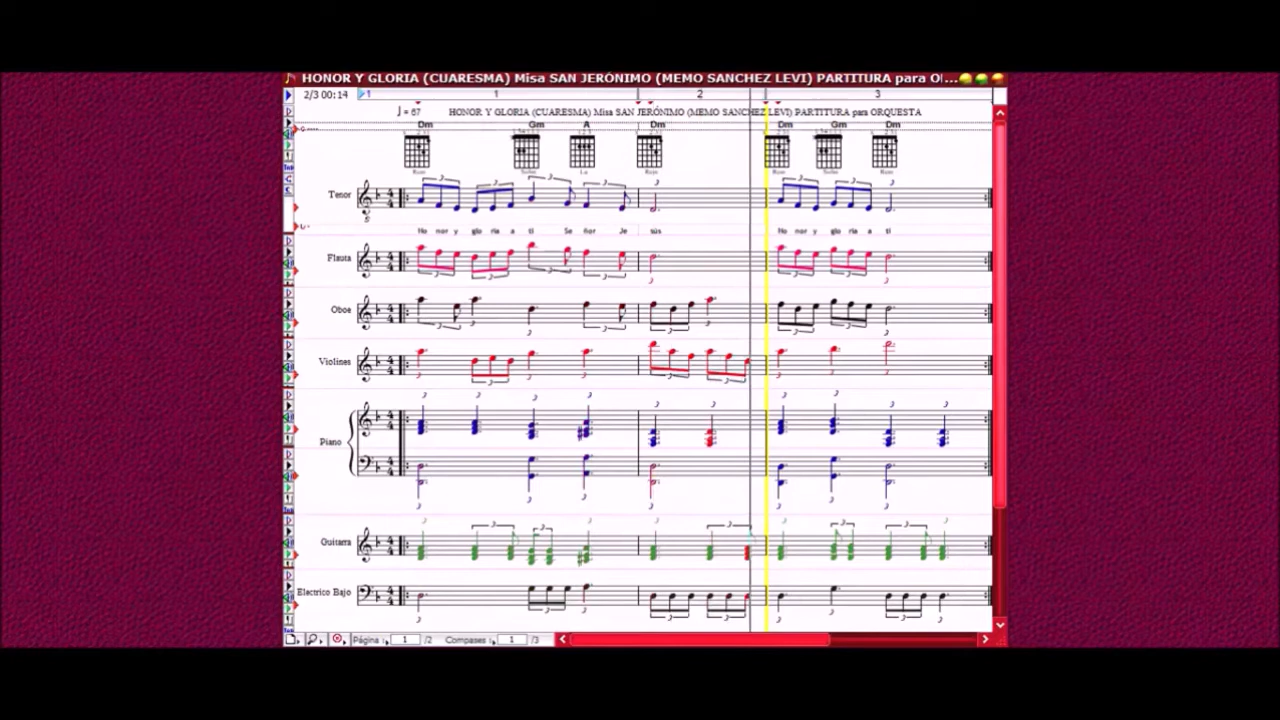 HONOR Y GLORIA (CUARESMA) Misa SAN JERÓNIMO (MEMO SANCHEZ LEVI) PARTITURA para OR...
2/3 00:14 1 1 2 3
♩ = 67 HONOR Y GLORIA (CUARESMA) Misa SAN JERÓNIMO (MEMO SANCHEZ LEVI) PARTITURA para ORQUESTA
Dm Gm A Dm Dm Gm Dm
Tenor
Ho nor y glo ria a ti Se ñor Je sús Ho nor y glo ria a ti
Flauta
Oboe
Violines
Piano
Guitarra
Electrico Bajo
Página 1 /2 Compases 1 /3